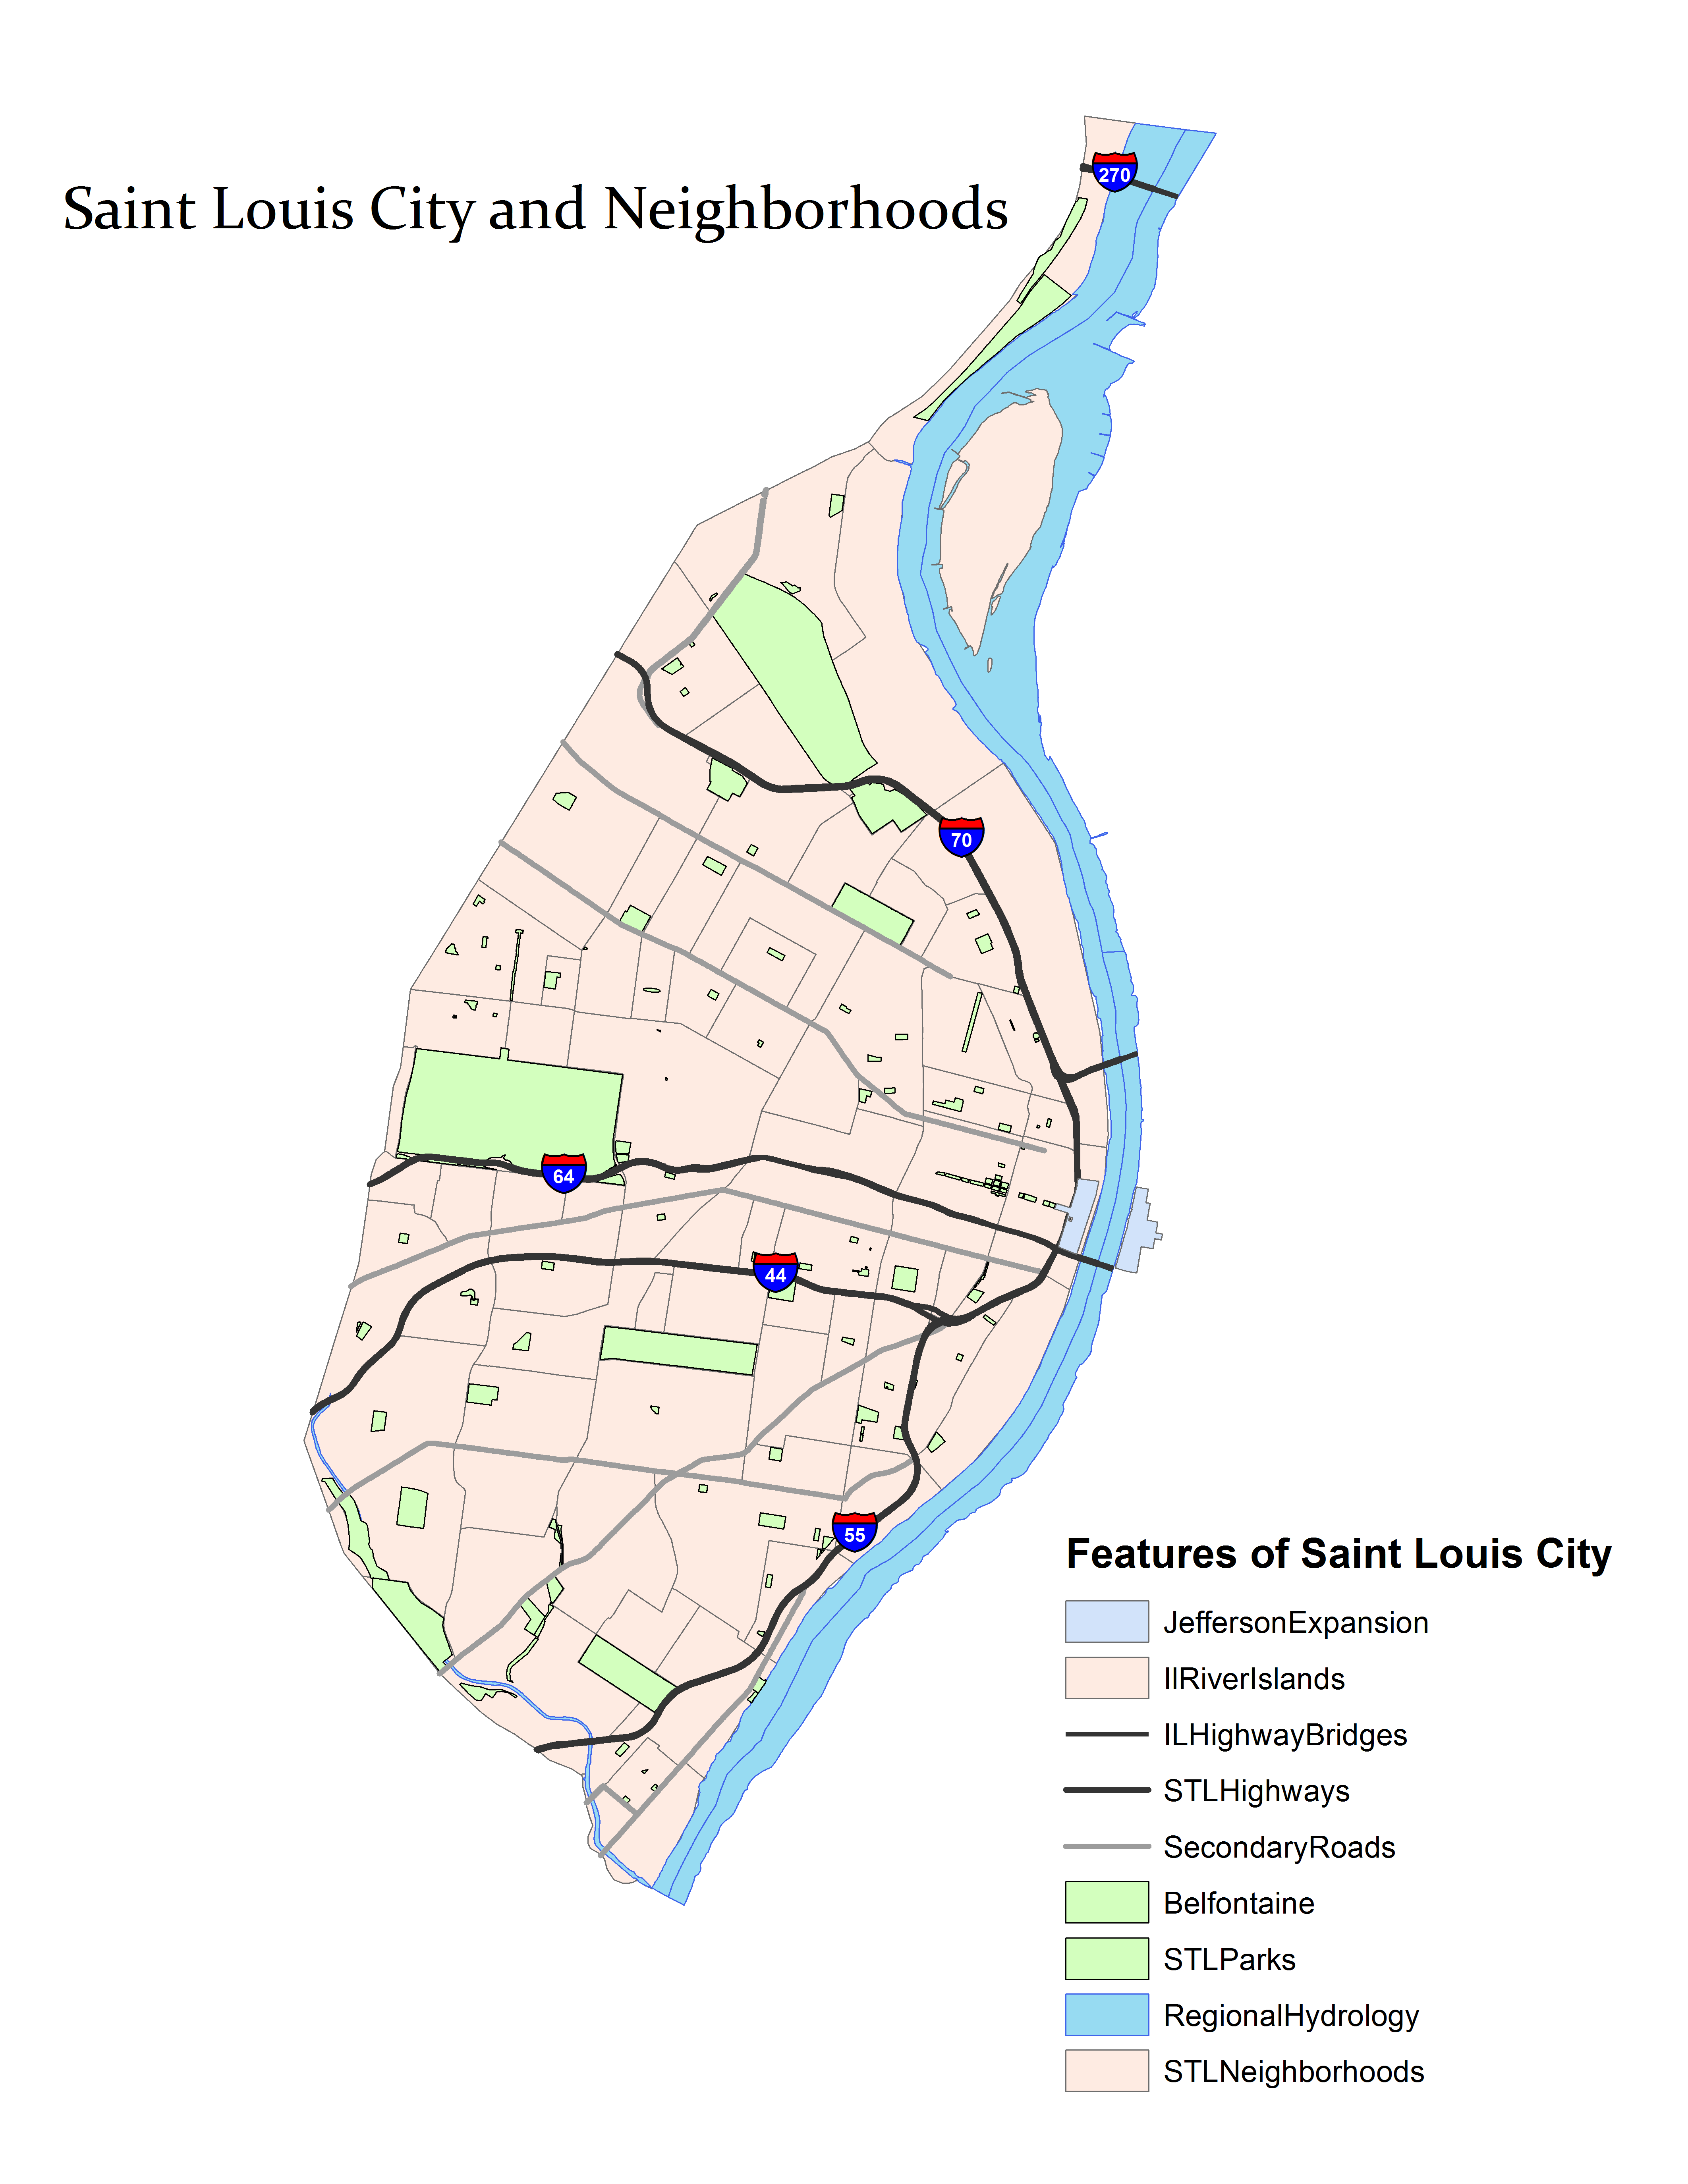 270
Saint Louis City and Neighborhoods
70
64
44
55
Features of Saint Louis City
JeffersonExpansion
IlRiverIslands
ILHighwayBridges
STLHighways
SecondaryRoads
Belfontaine
STLParks
RegionalHydrology
STLNeighborhoods